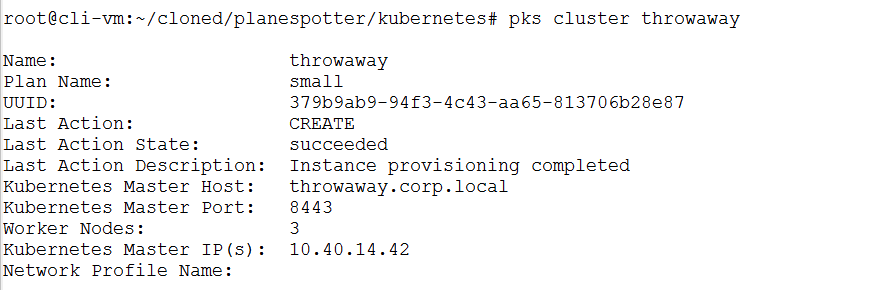 root@cli-vm:~/cloned/planespotter/kubernetes# pks cluster throwaway
Name: throwaway
Plan Name: small
UUID: 379b9ab9-94f3-4c43-aa65-813706b28e87
Last Action: CREATE
Last Action State: succeeded
Last Action Description: Instance provisioning completed
Kubernetes Master Host: throwaway.corp.local
Kubernetes Master Port: 8443
Worker Nodes: 3
Kubernetes Master IP(s): 10.40.14.42
Network Profile Name: